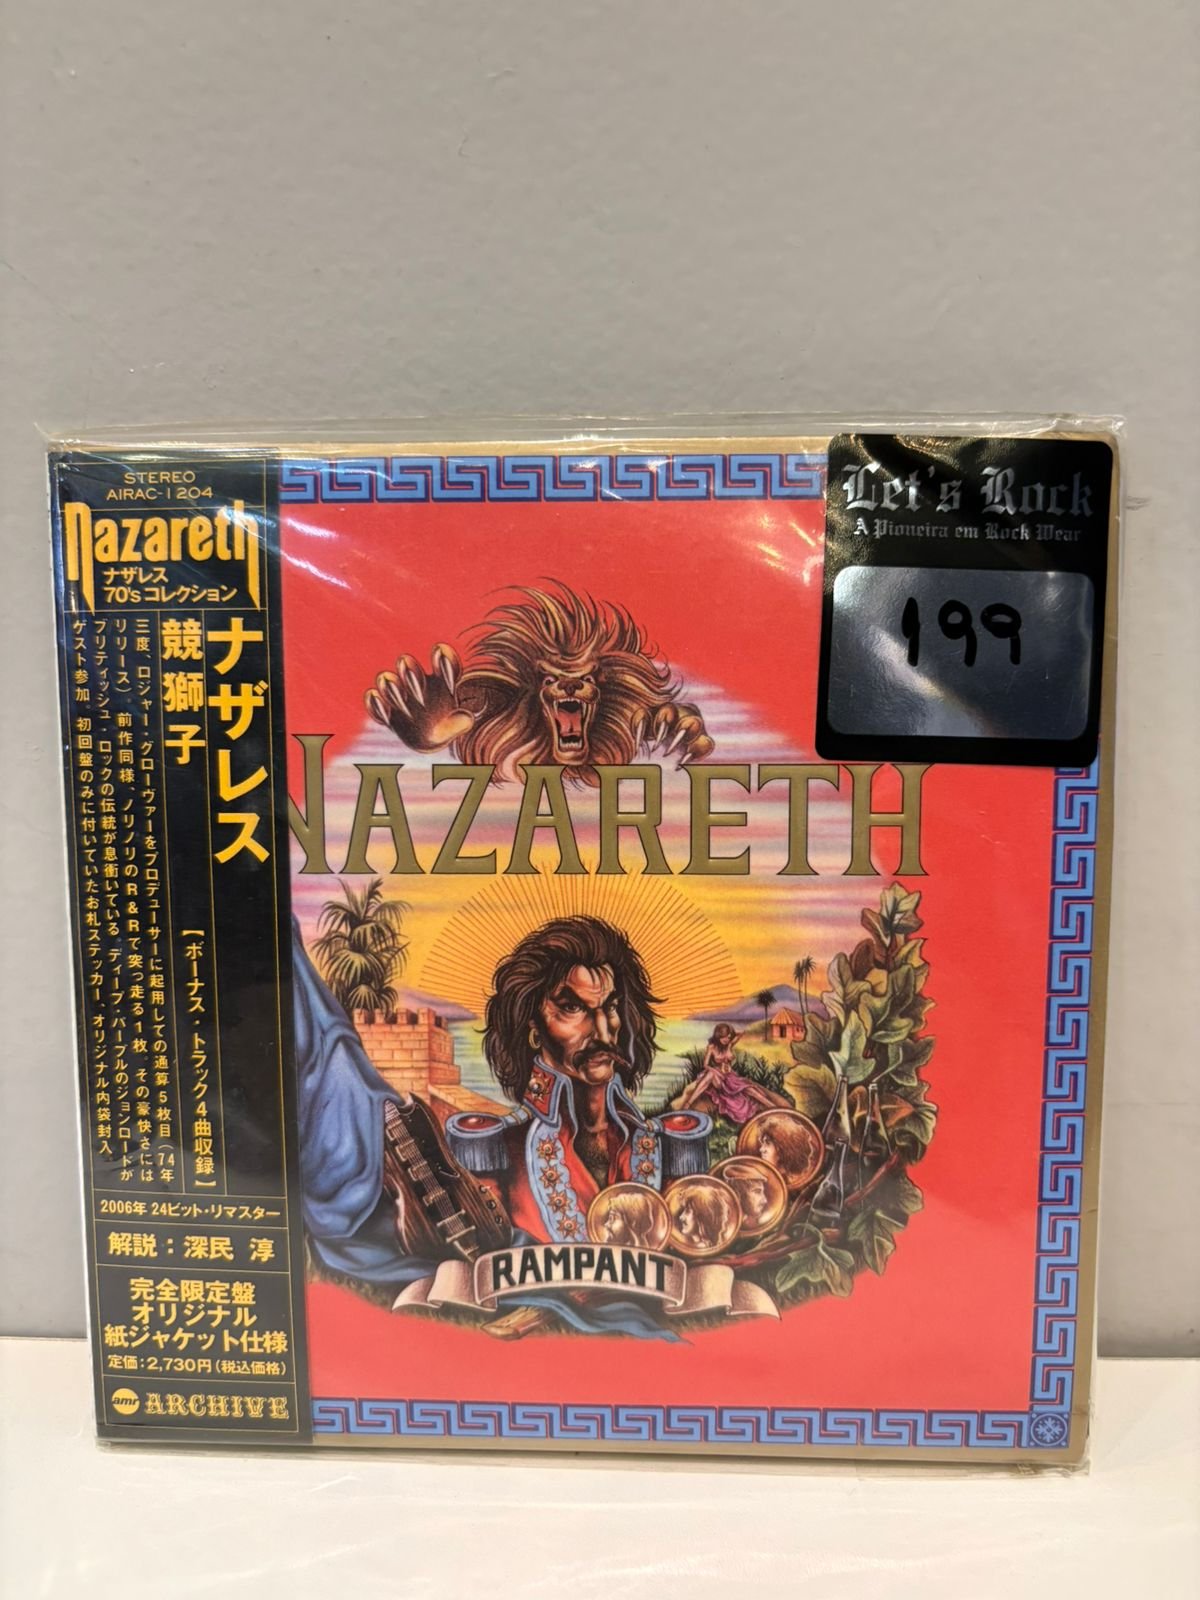 STEREO
AIRAC-1204
nazareth
ナザレス
70'sコレクション
ナザレス
競獅子
【ボーナス・トラック4曲収録】
三度、ロジャー・グローヴァーをプロデューサーに起用しての通算5枚目(74年
リリース)。前作同様、ノリノリのR&Rで突っ走る1枚。その豪快さには
ブリティッシュ・ロックの伝統が息衝いている。ディープ・パープルのジョンロードが
ゲスト参加。初回盤のみに付いていたお札ステッカー、オリジナル内袋封入
2006年 24ビット・リマスター
解説:深民 淳
完全限定盤
オリジナル
紙ジャケット仕様
定価:2,730円(税込価格)
amr ARCHIVE
Let's Rock
A Pioneira em Rock Wear
199
NAZARETH
RAMPANT